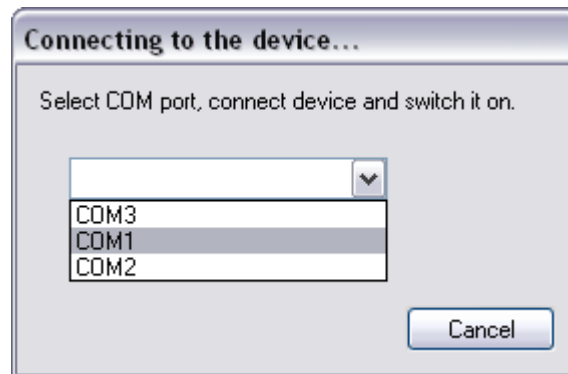 Connecting to the device...
Select COM port, connect device and switch it on.
COM3
COM1
COM2
Cancel